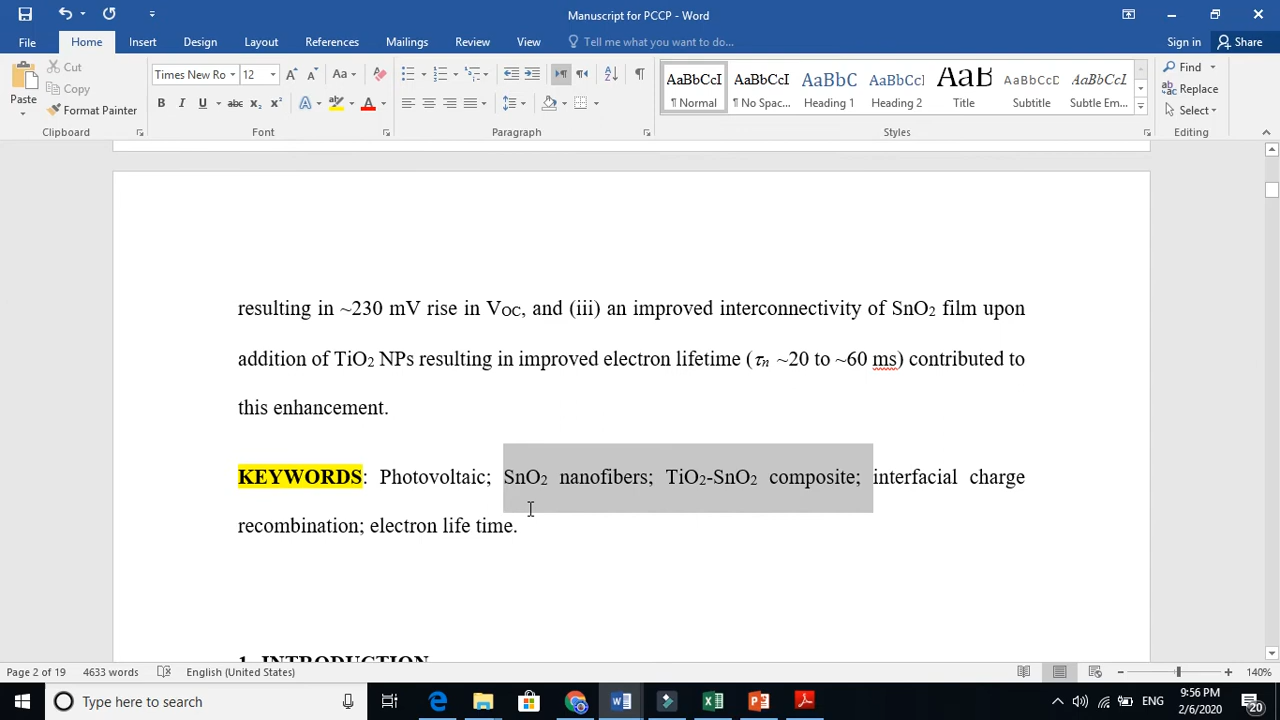 Manuscript for PCCP - Word
File Home Insert Design Layout References Mailings Review View Tell me what you want to do... Sign in Share
Cut
Copy
Format Painter
Paste
Times New Ro 12
Aa
B I U abc x₂ x² A A
AaBbCcI AaBbCcI AaBbC AaBbCcI AaB AaBbCcD AaBbCcI
¶ Normal ¶ No Spac... Heading 1 Heading 2 Title Subtitle Subtle Em...
Find
Replace
Select
Clipboard Font Paragraph Styles Editing
resulting in ~230 mV rise in VOC, and (iii) an improved interconnectivity of SnO₂ film upon
addition of TiO₂ NPs resulting in improved electron lifetime (τn ~20 to ~60 ms) contributed to
this enhancement.
KEYWORDS: Photovoltaic; SnO₂ nanofibers; TiO₂-SnO₂ composite; interfacial charge
recombination; electron life time.
1. INTRODUCTION
Page 2 of 19 4633 words English (United States) 140%
Type here to search
ENG
9:56 PM
2/6/2020
20